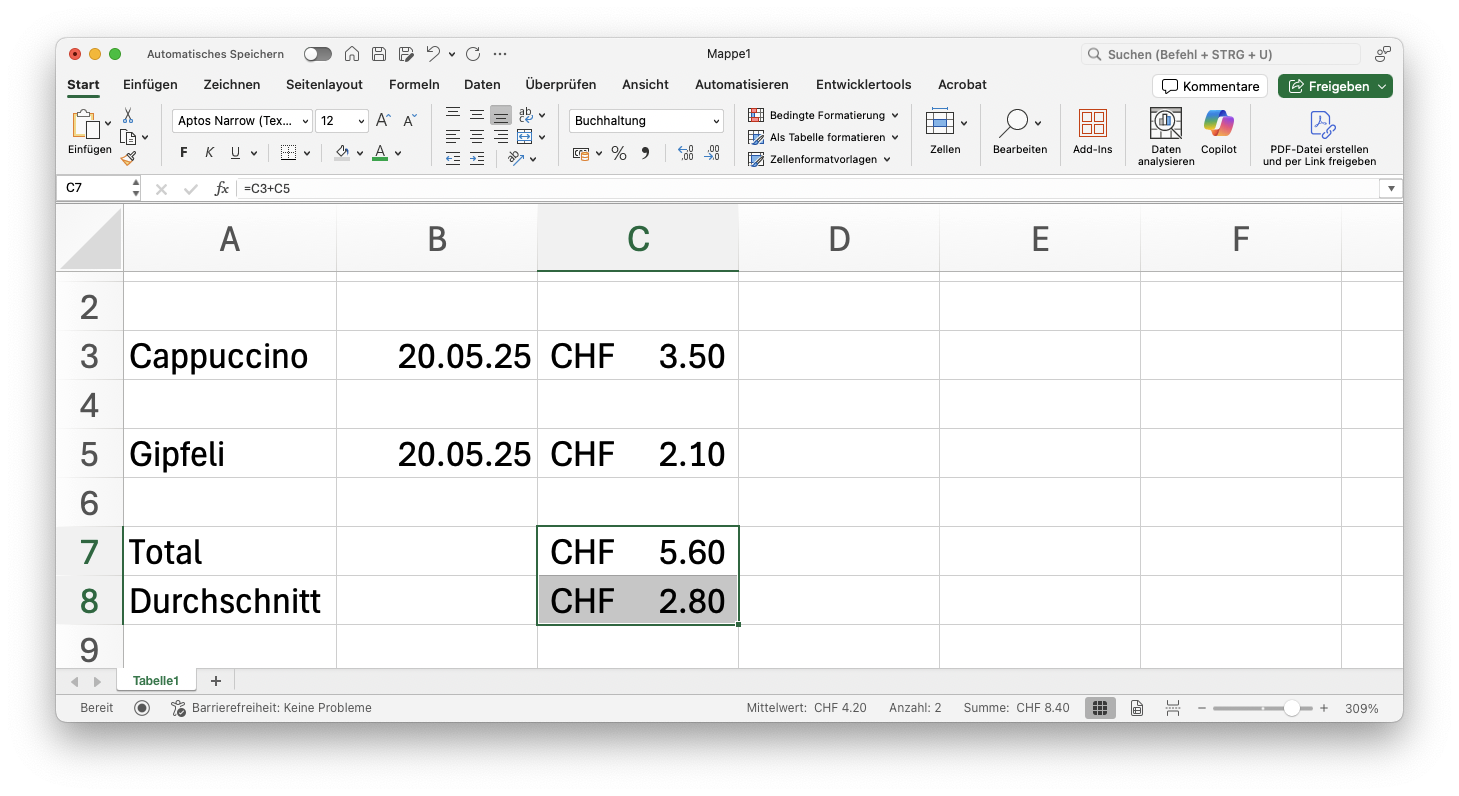 Automatisches Speichern Mappe1 Suchen (Befehl + STRG + U)
Start Einfügen Zeichnen Seitenlayout Formeln Daten Überprüfen Ansicht Automatisieren Entwicklertools Acrobat Kommentare Freigeben
Einfügen
Aptos Narrow (Tex... 12 A A ab c Buchhaltung
F K U A
% 000
Bedingte Formatierung
Als Tabelle formatieren
Zellenformatvorlagen
Zellen
Bearbeiten
Add-Ins
Daten
analysieren
Copilot
PDF-Datei erstellen
und per Link freigeben
C7 fx =C3+C5
A B C D E F
2
3 Cappuccino 20.05.25 CHF 3.50
4
5 Gipfeli 20.05.25 CHF 2.10
6
7 Total CHF 5.60
8 Durchschnitt CHF 2.80
9
Tabelle1 +
Bereit Barrierefreiheit: Keine Probleme Mittelwert: CHF 4.20 Anzahl: 2 Summe: CHF 8.40 − + 309%